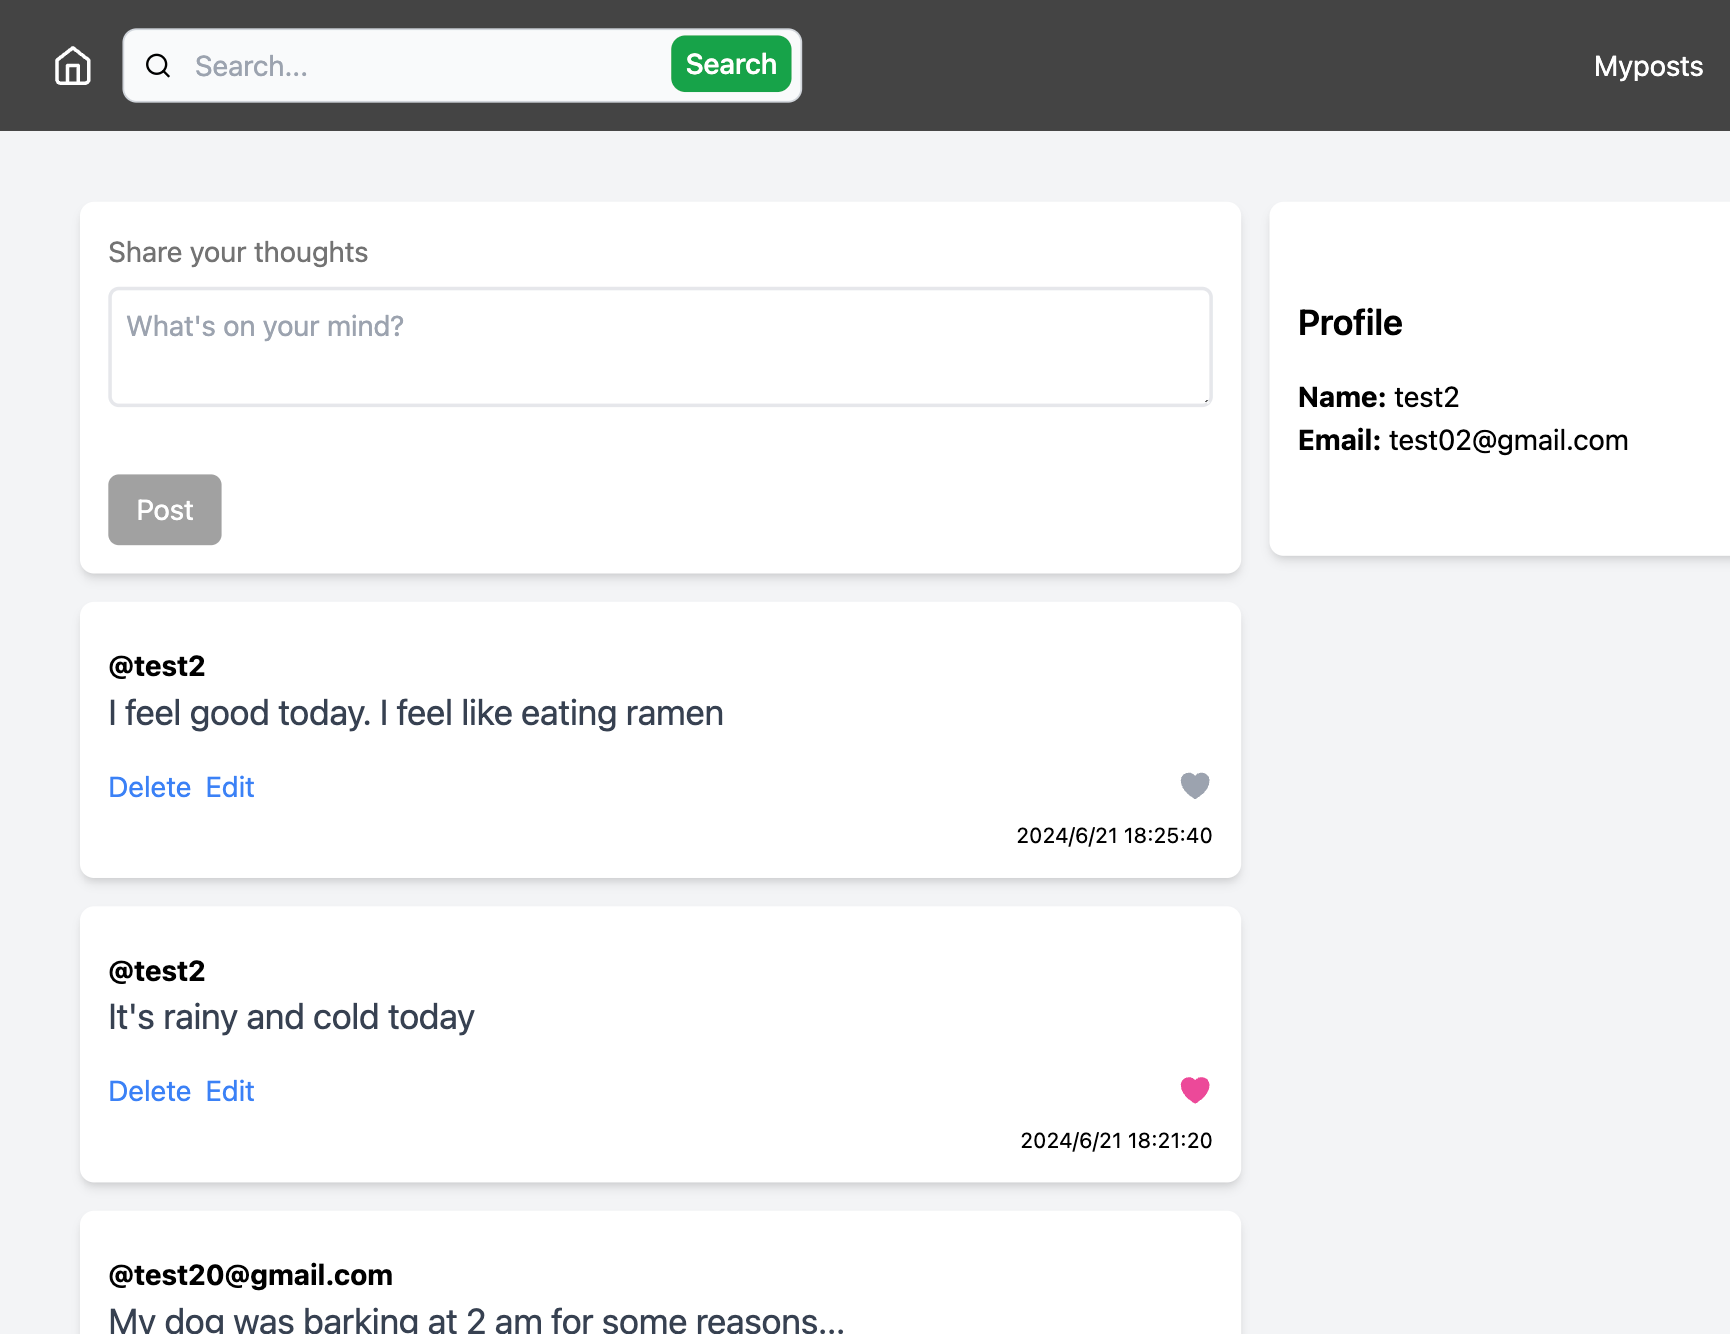 Search...
Search
Myposts
Share your thoughts
What's on your mind?
Post
Profile
Name: test2
Email: test02@gmail.com
@test2
I feel good today. I feel like eating ramen
Delete Edit
2024/6/21 18:25:40
@test2
It's rainy and cold today
Delete Edit
2024/6/21 18:21:20
@test20@gmail.com
My dog was barking at 2 am for some reasons...